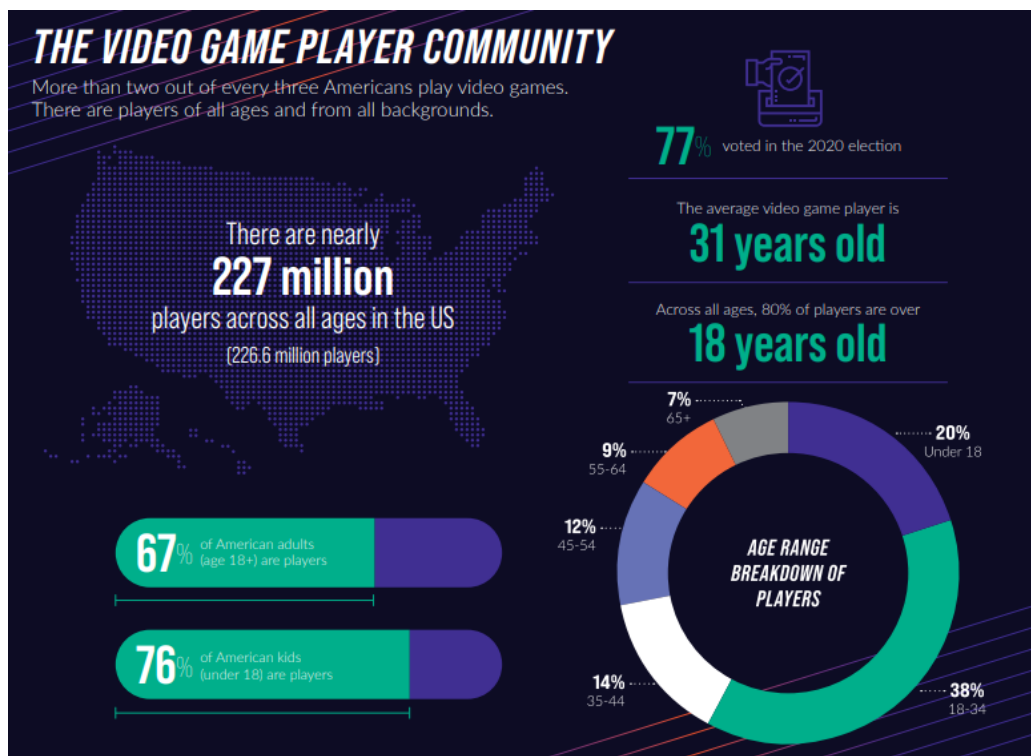 THE VIDEO GAME PLAYER COMMUNITY
More than two out of every three Americans play video games.
There are players of all ages and from all backgrounds.
There are nearly
227 million
players across all ages in the US
(226.6 million players)
67% of American adults
(age 18+) are players
76% of American kids
(under 18) are players
77% voted in the 2020 election
The average video game player is
31 years old
Across all ages, 80% of players are over
18 years old
7%
65+
20%
Under 18
9%
55-64
12%
45-54
AGE RANGE
BREAKDOWN OF
PLAYERS
14%
35-44
38%
18-34